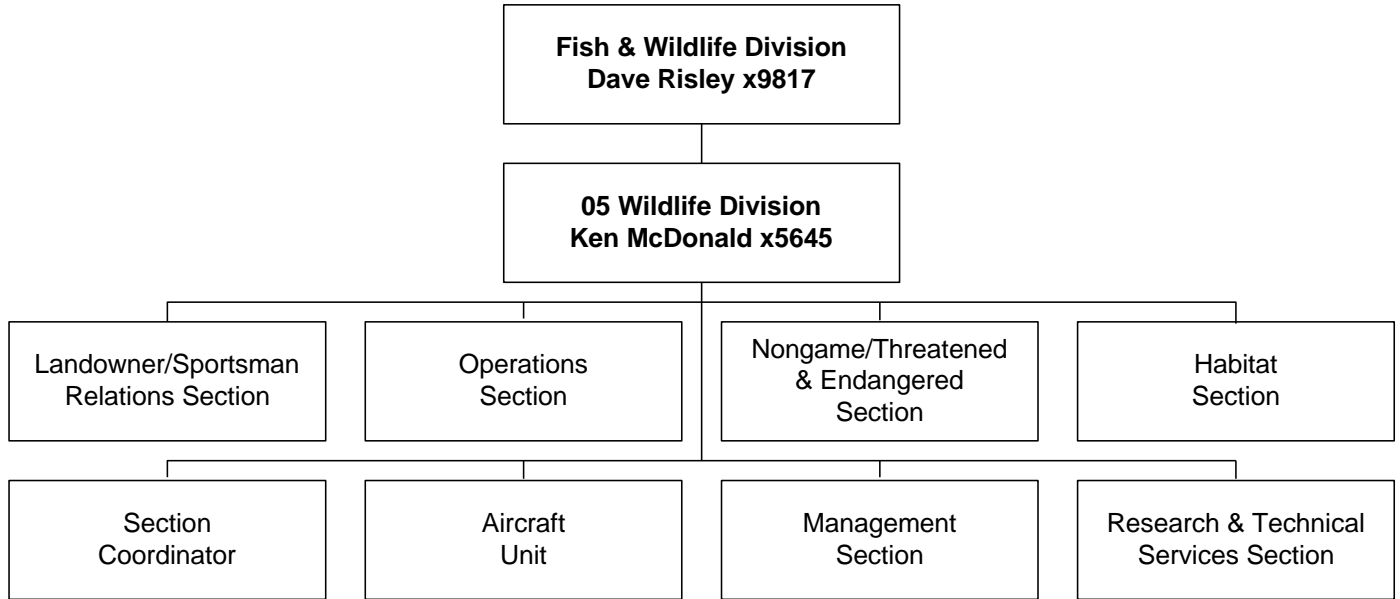 Fish & Wildlife Division
Dave Risley x9817
05 Wildlife Division
Ken McDonald x5645
Landowner/Sportsman
Relations Section
Operations
Section
Nongame/Threatened
& Endangered
Section
Habitat
Section
Section
Coordinator
Aircraft
Unit
Management
Section
Research & Technical
Services Section